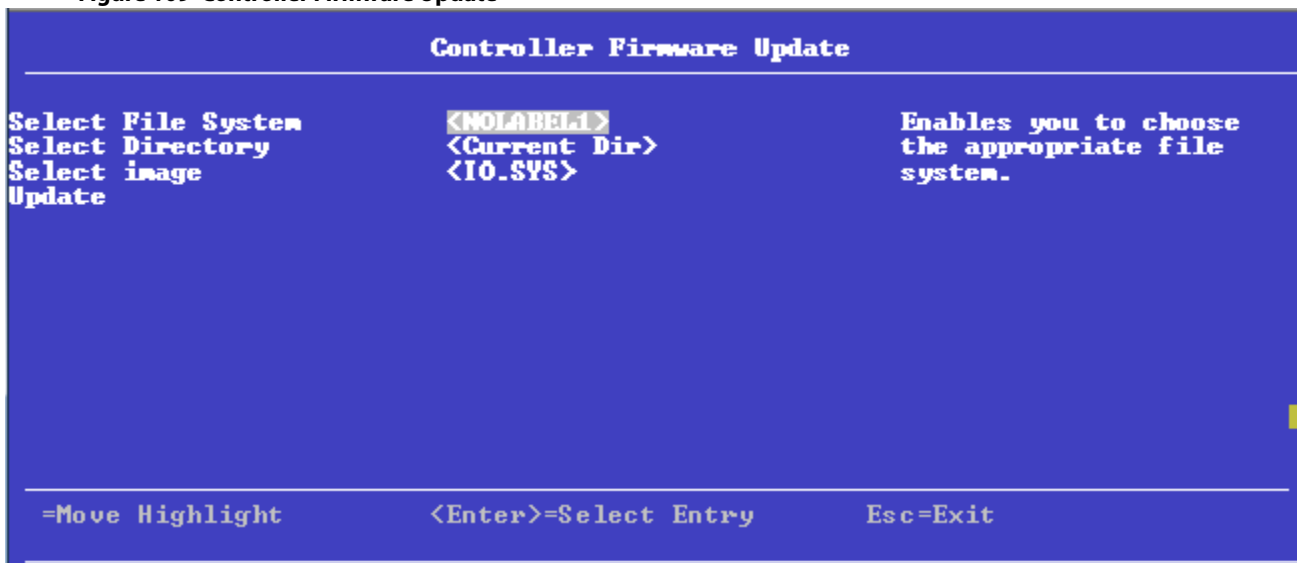 Controller Firmware Update
Select File System <NOLABEL1> Enables you to choose
Select Directory <Current Dir> the appropriate file
Select image <IO.SYS> system.
Update
=Move Highlight <Enter>=Select Entry Esc=Exit